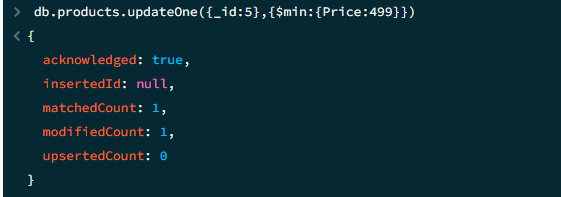 > db.products.updateOne({_id:5},{$min:{Price:499}})
< {
acknowledged: true,
insertedId: null,
matchedCount: 1,
modifiedCount: 1,
upsertedCount: 0
}